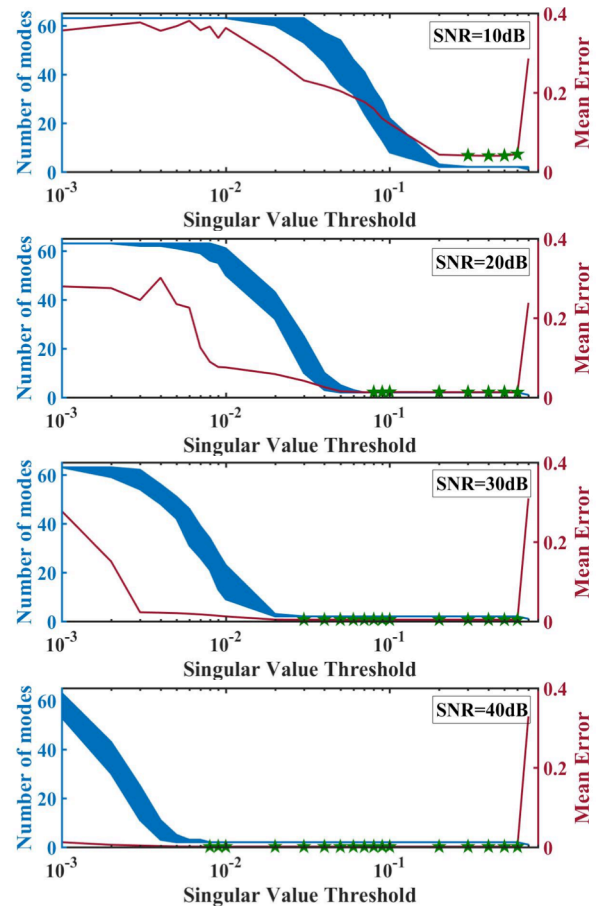 Number of modes
60
40
20
0
SNR=10dB
0.4
0.2
0
Mean Error
10-3
10-2
10-1
Singular Value Threshold
Number of modes
60
40
20
0
SNR=20dB
0.4
0.2
0
Mean Error
10-3
10-2
10-1
Singular Value Threshold
Number of modes
60
40
20
0
SNR=30dB
0.4
0.2
0
Mean Error
10-3
10-2
10-1
Singular Value Threshold
Number of modes
60
40
20
0
SNR=40dB
0.4
0.2
0
Mean Error
10-3
10-2
10-1
Singular Value Threshold